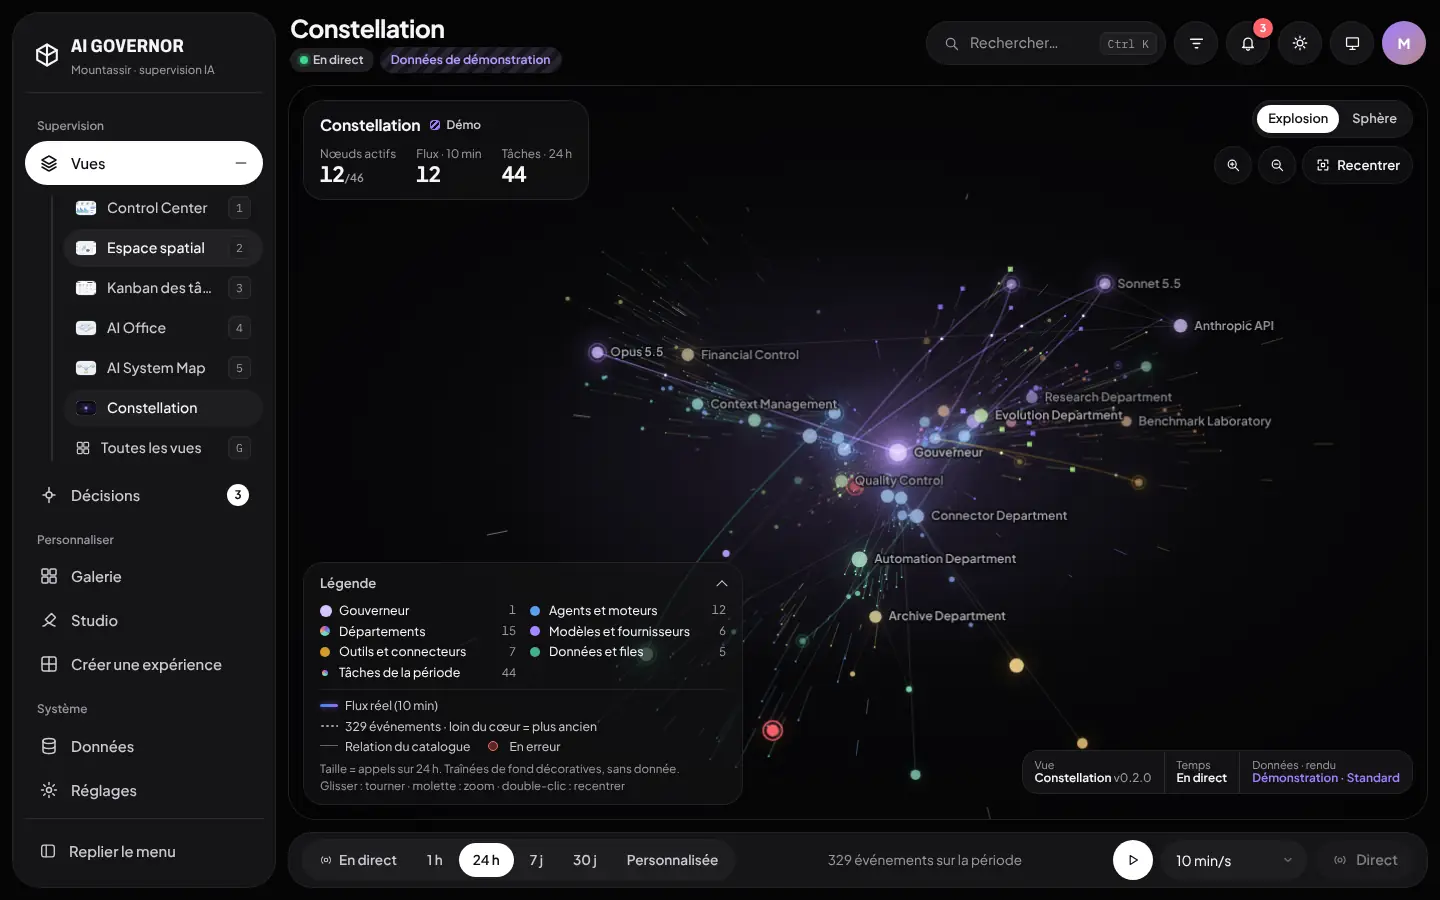 AI GOVERNOR
Mountassir · supervision IA
Supervision
Vues
Control Center 1
Espace spatial 2
Kanban des tâ... 3
AI Office 4
AI System Map 5
Constellation
Toutes les vues G
Décisions 3
Personnaliser
Galerie
Studio
Créer une expérience
Système
Données
Réglages
Replier le menu
Constellation
En direct
Données de démonstration
Rechercher...
Ctrl K
3
M
Constellation Démo
Nœuds actifs Flux · 10 min Tâches · 24 h
12/46 12 44
Explosion Sphère
Recentrer
Sonnet 5.5
Anthropic API
Opus 5.5
Financial Control
Context Management
Research Department
Evolution Department
Benchmark Laboratory
Gouverneur
Quality Control
Connector Department
Automation Department
Archive Department
Légende
Gouverneur 1
Agents et moteurs 12
Départements 15
Modèles et fournisseurs 6
Outils et connecteurs 7
Données et files 5
Tâches de la période 44
Flux réel (10 min)
329 événements · loin du cœur = plus ancien
Relation du catalogue
En erreur
Taille = appels sur 24 h. Traînées de fond décoratives, sans donnée.
Glisser : tourner · molette : zoom · double-clic : recentrer
Vue
Constellation v0.2.0
Temps
En direct
Données · rendu
Démonstration · Standard
En direct 1 h 24 h 7 j 30 j Personnalisée
329 événements sur la période
10 min/s
Direct